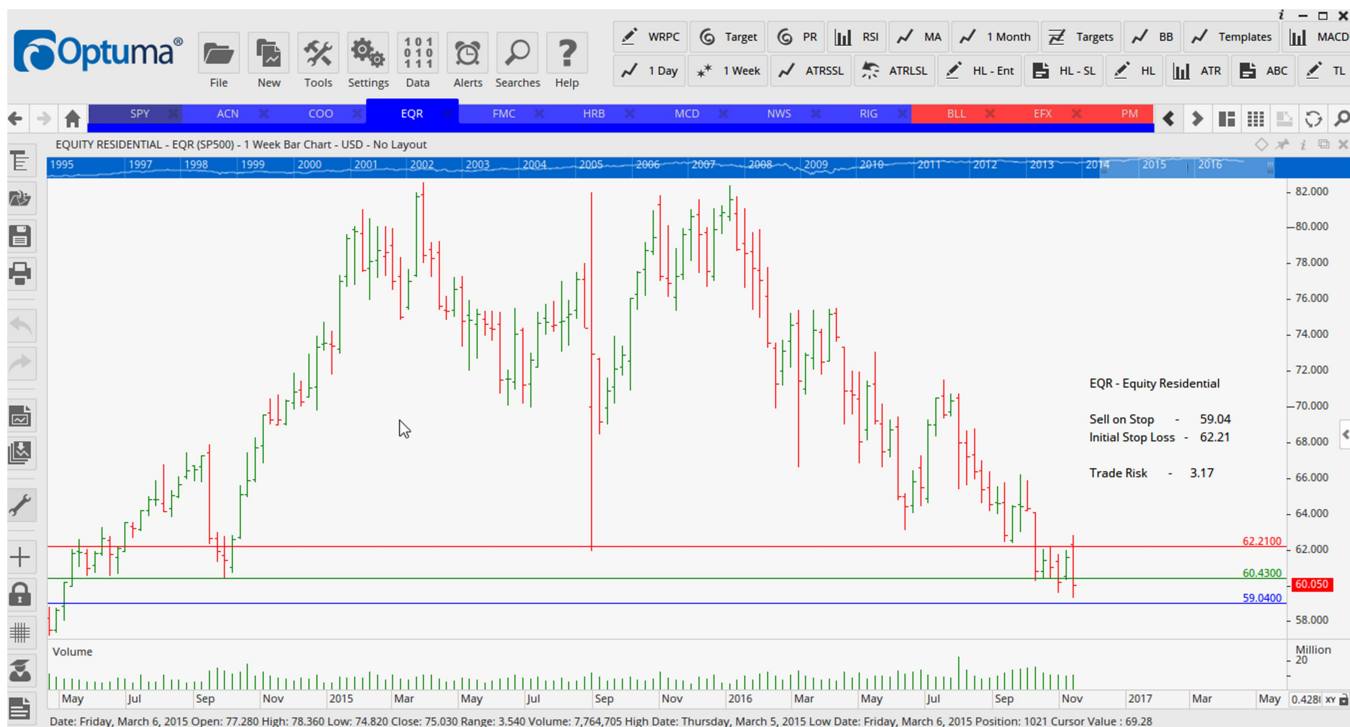 i
Optuma®
File New Tools Settings Data Alerts Searches Help
WRPC Target PR RSI MA 1 Month Targets BB Templates MACD
1 Day 1 Week ATRSSL ATRLSL HL - Ent HL - SL HL ATR ABC TL
SPY ACN COO EQR FMC HRB MCD NWS RIG BLL EFX PM
EQUITY RESIDENTIAL - EQR (SP500) - 1 Week Bar Chart - USD - No Layout
1995 1997 1998 1999 2000 2001 2002 2003 2004 2005 2006 2007 2008 2009 2010 2011 2012 2013 2014 2015 2016
82.000
80.000
78.000
76.000
74.000
72.000
EQR - Equity Residential
70.000
Sell on Stop - 59.04
Initial Stop Loss - 62.21
68.000
Trade Risk - 3.17
66.000
64.000
62.2100
62.000
60.4300
60.050
59.0400
58.000
Volume
Million
20
May Jul Sep Nov 2015 Mar May Jul Sep Nov 2016 Mar May Jul Sep Nov 2017 Mar May 0.428 XY
Date: Friday, March 6, 2015 Open: 77.280 High: 78.360 Low: 74.820 Close: 75.030 Range: 3.540 Volume: 7,764,705 High Date: Thursday, March 5, 2015 Low Date: Friday, March 6, 2015 Position: 1021 Cursor Value : 69.28